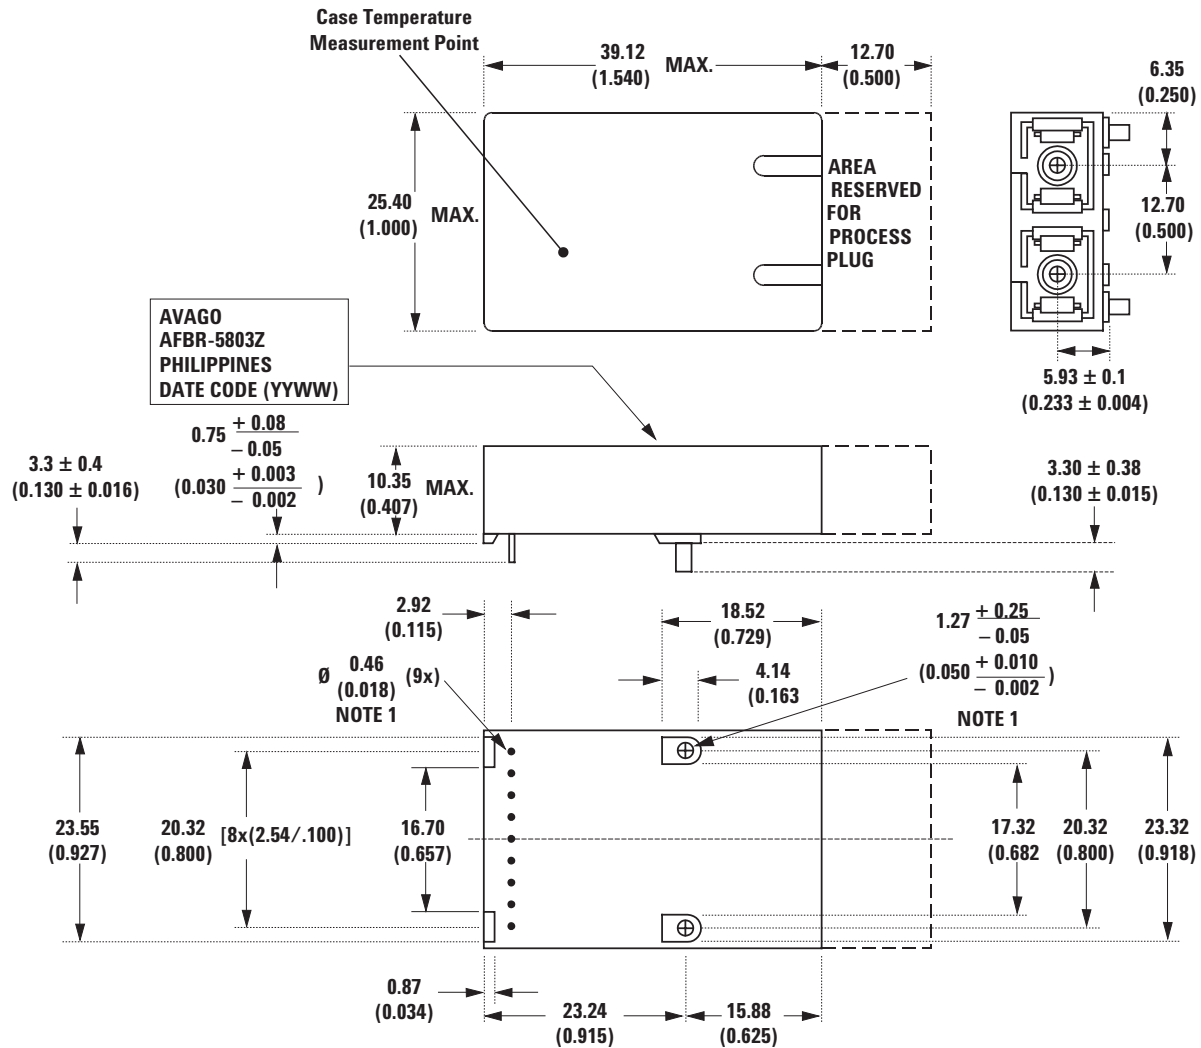 Case Temperature
Measurement Point
39.12
(1.540)
MAX.
12.70
(0.500)
6.35
(0.250)
25.40
(1.000)
MAX.
AREA
RESERVED
FOR
PROCESS
PLUG
12.70
(0.500)
5.93 ± 0.1
(0.233 ± 0.004)
AVAGO
AFBR-5803Z
PHILIPPINES
DATE CODE (YYWW)
0.75 + 0.08
– 0.05
(0.030 + 0.003
– 0.002 )
3.3 ± 0.4
(0.130 ± 0.016)
10.35
(0.407)
MAX.
3.30 ± 0.38
(0.130 ± 0.015)
2.92
(0.115)
18.52
(0.729)
1.27 + 0.25
– 0.05
(0.050 + 0.010
– 0.002 )
NOTE 1
Ø 0.46
(0.018) (9x)
NOTE 1
4.14
(0.163
23.55
(0.927)
20.32
(0.800)
[8x(2.54/.100)]
16.70
(0.657)
17.32
(0.682
20.32
(0.800)
23.32
(0.918)
0.87
(0.034)
23.24
(0.915)
15.88
(0.625)